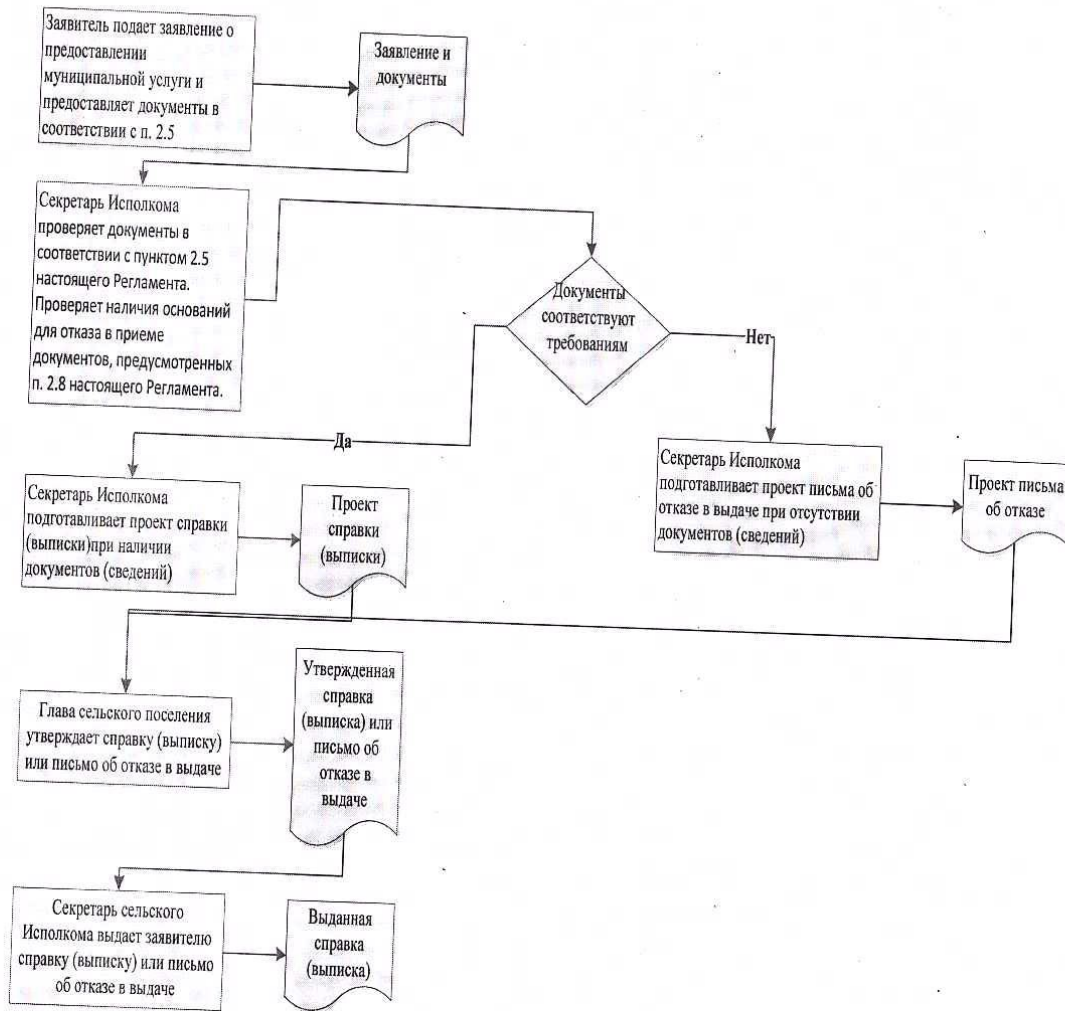 Заявитель подает заявление о
предоставлении
муниципальной услуги и
предоставляет документы в
соответствии с п. 2.5
Заявление и
документы
Секретарь Исполкома
проверяет документы в
соответствии с пунктом 2.5
настоящего Регламента.
Проверяет наличия оснований
для отказа в приеме
документов, предусмотренных
п. 2.8 настоящего Регламента.
Документы
соответствуют
требованиям
Нет
Да
Секретарь Исполкома
подготавливает проект справки
(выписки)при наличии
документов (сведений)
Проект
справки
(выписки)
Секретарь Исполкома
подготавливает проект письма об
отказе в выдаче при отсутствии
документов (сведений)
Проект письма
об отказе
Глава сельского поселения
утверждает справку (выписку)
или письмо об отказе в выдаче
Утвержденная
справка
(выписка) или
письмо об
отказе в
выдаче
Секретарь сельского
Исполкома выдает заявителю
справку (выписку) или письмо
об отказе в выдаче
Выданная
справка
(выписка)